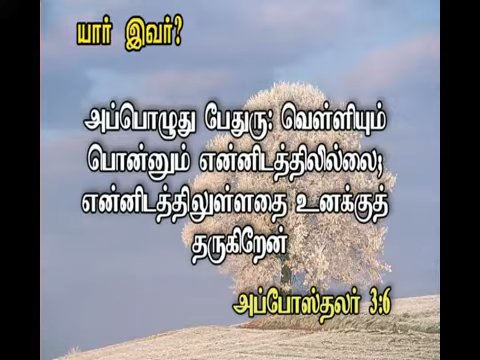 யார் இவர்?
அப்பொழுது பேதுரு: வெள்ளியும்
பொன்னும் என்னிடத்திலில்லை;
என்னிடத்திலுள்ளதை உனக்குத்
தருகிறேன்
அப்போஸ்தலர் 3:6